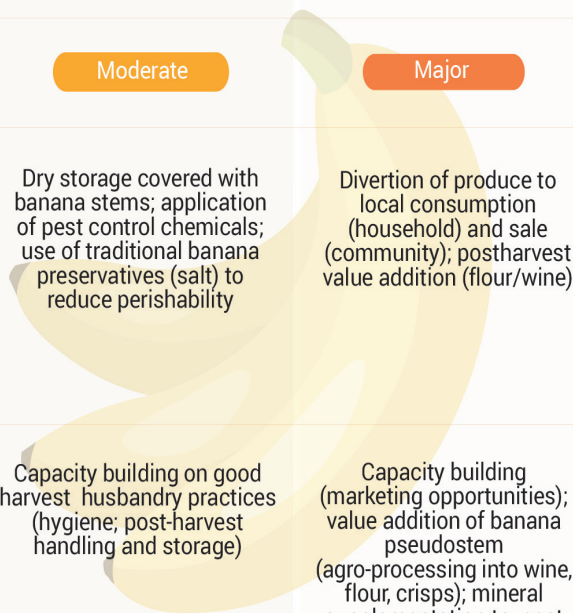 Moderate
Major
Dry storage covered with
banana stems; application
of pest control chemicals;
use of traditional banana
preservatives (salt) to
reduce perishability
Divertion of produce to
local consumption
(household) and sale
(community); postharvest
value addition (flour/wine)
Capacity building on good
harvest husbandry practices
(hygiene; post-harvest
handling and storage)
Capacity building
(marketing opportunities);
value addition of banana
pseudostem
(agro-processing into wine,
flour, crisps); mineral